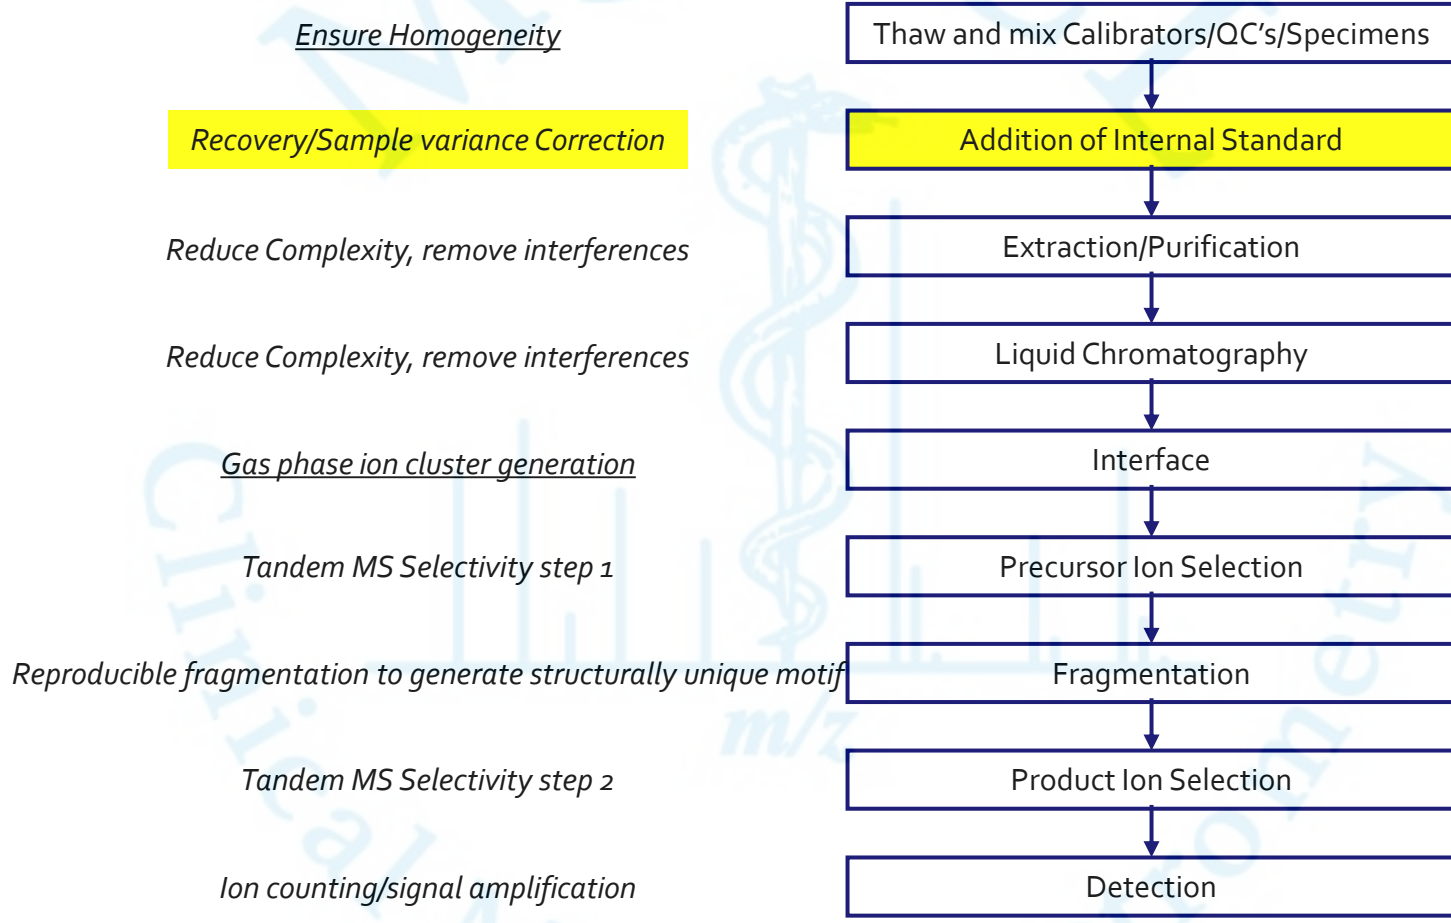 Ensure Homogeneity
Thaw and mix Calibrators/QC's/Specimens
Recovery/Sample variance Correction
Addition of Internal Standard
Reduce Complexity, remove interferences
Extraction/Purification
Reduce Complexity, remove interferences
Liquid Chromatography
Gas phase ion cluster generation
Interface
Tandem MS Selectivity step 1
Precursor Ion Selection
Reproducible fragmentation to generate structurally unique motif
Fragmentation
m/z
Tandem MS Selectivity step 2
Product Ion Selection
Ion counting/signal amplification
Detection
Clinical